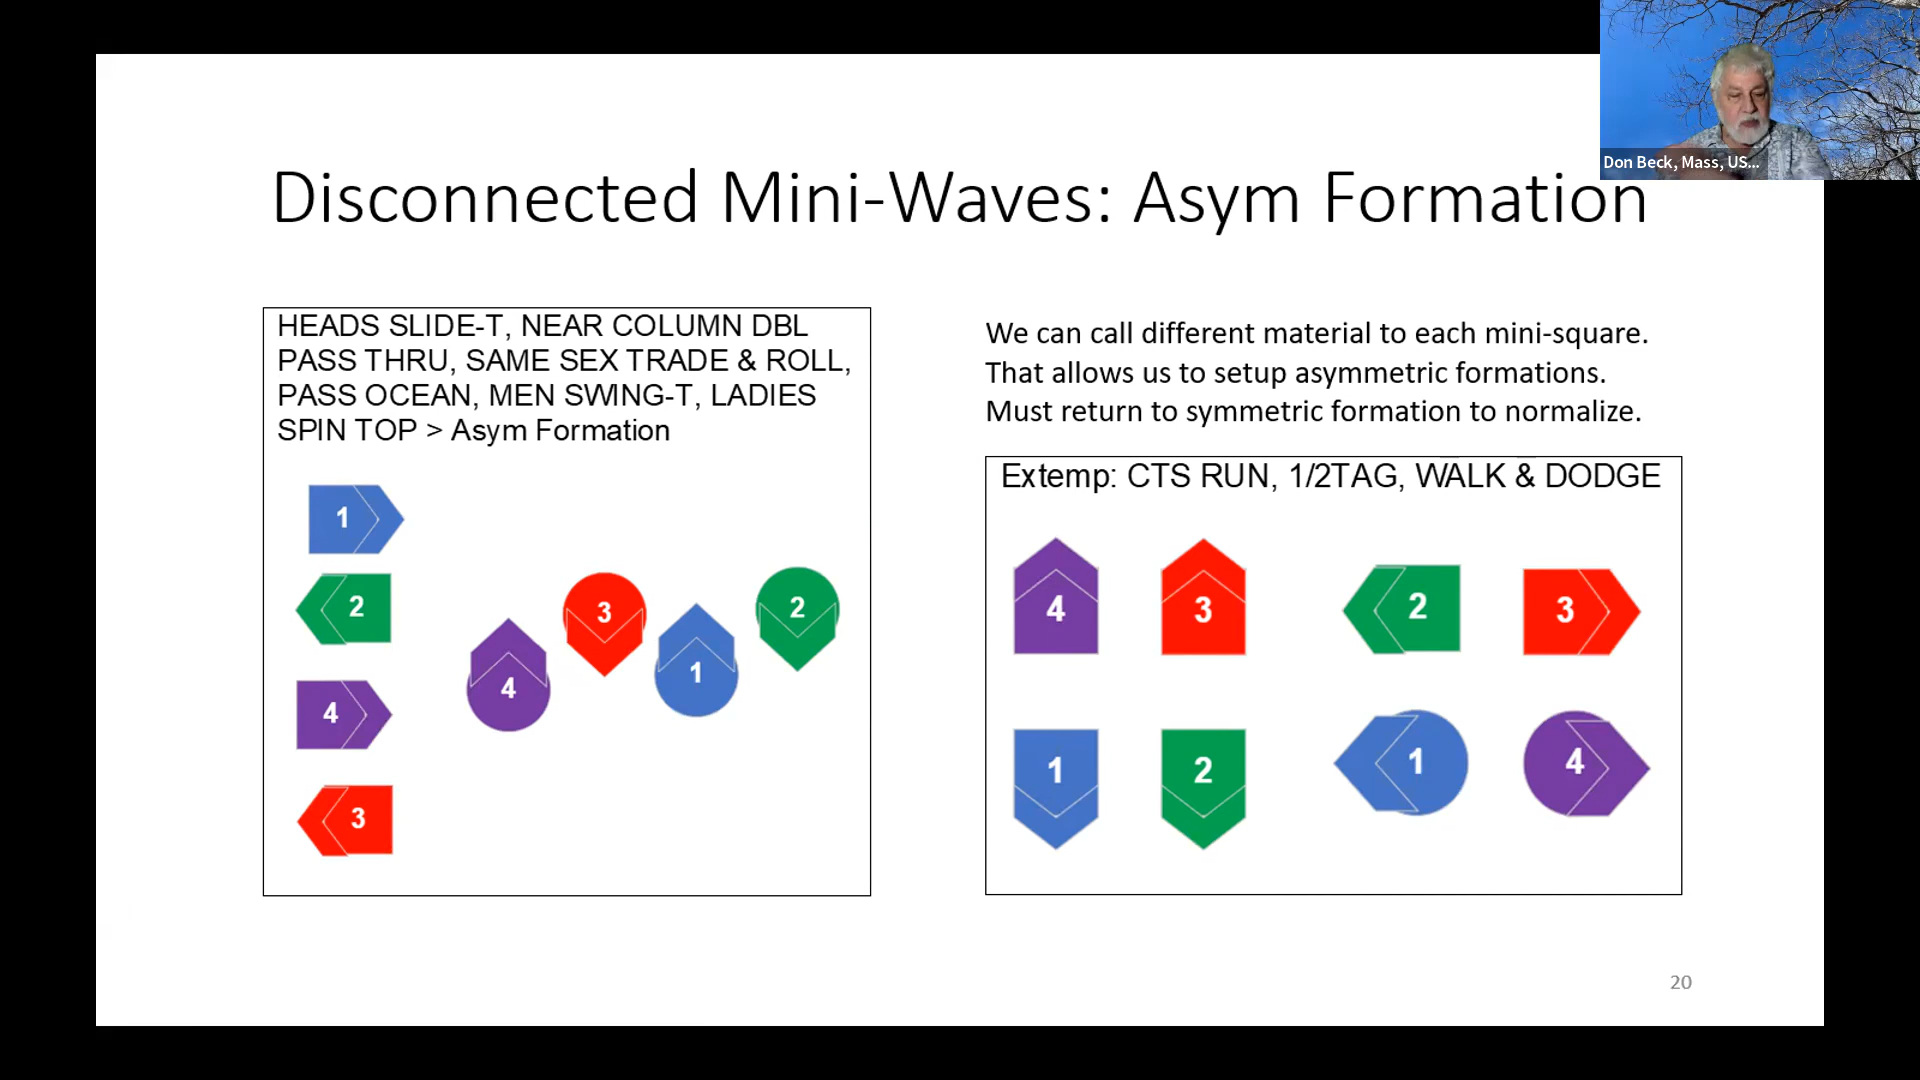 Don Beck, Mass, US...
Disconnected Mini-Waves: Asym Formation
HEADS SLIDE-T, NEAR COLUMN DBL
PASS THRU, SAME SEX TRADE & ROLL,
PASS OCEAN, MEN SWING-T, LADIES
SPIN TOP > Asym Formation
1
2
4
3
4
3
1
2
We can call different material to each mini-square.
That allows us to setup asymmetric formations.
Must return to symmetric formation to normalize.
Extemp: CTS RUN, 1/2TAG, WALK & DODGE
4 3 2 3
1 2 1 4
20